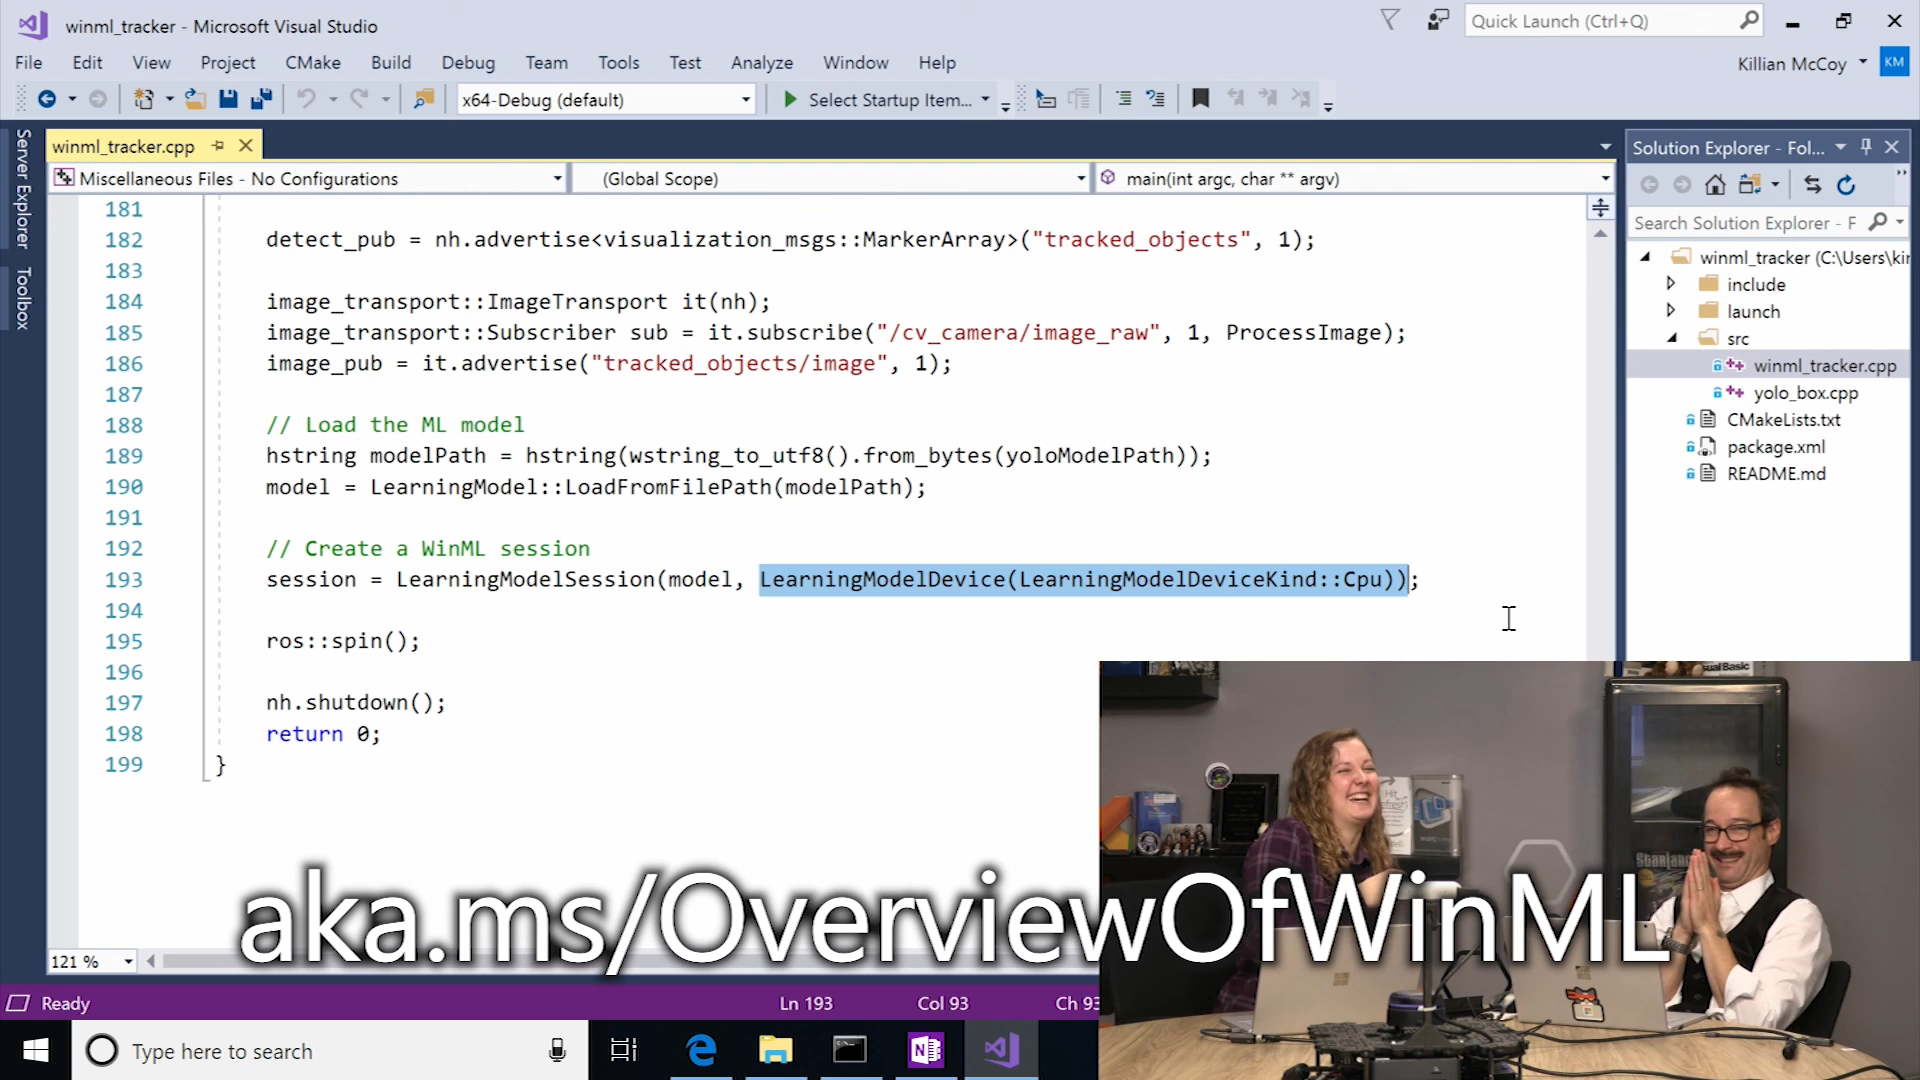 winml_tracker - Microsoft Visual Studio
Quick Launch (Ctrl+Q)
File Edit View Project CMake Build Debug Team Tools Test Analyze Window Help
Killian McCoy KM
x64-Debug (default)
Select Startup Item...
Server Explorer
Toolbox
winml_tracker.cpp
Miscellaneous Files - No Configurations
(Global Scope)
main(int argc, char ** argv)
181
182 detect_pub = nh.advertise<visualization_msgs::MarkerArray>("tracked_objects", 1);
183
184 image_transport::ImageTransport it(nh);
185 image_transport::Subscriber sub = it.subscribe("/cv_camera/image_raw", 1, ProcessImage);
186 image_pub = it.advertise("tracked_objects/image", 1);
187
188 // Load the ML model
189 hstring modelPath = hstring(wstring_to_utf8().from_bytes(yoloModelPath));
190 model = LearningModel::LoadFromFilePath(modelPath);
191
192 // Create a WinML session
193 session = LearningModelSession(model, LearningModelDevice(LearningModelDeviceKind::Cpu));
194
195 ros::spin();
196
197 nh.shutdown();
198 return 0;
199 }
Solution Explorer - Fol...
Search Solution Explorer - F
winml_tracker (C:\Users\kir
include
launch
src
winml_tracker.cpp
yolo_box.cpp
CMakeLists.txt
package.xml
README.md
Hit
Refresh
aka.ms/OverviewOfWinML
121 %
Ready
Ln 193
Col 93
Ch 93
Type here to search